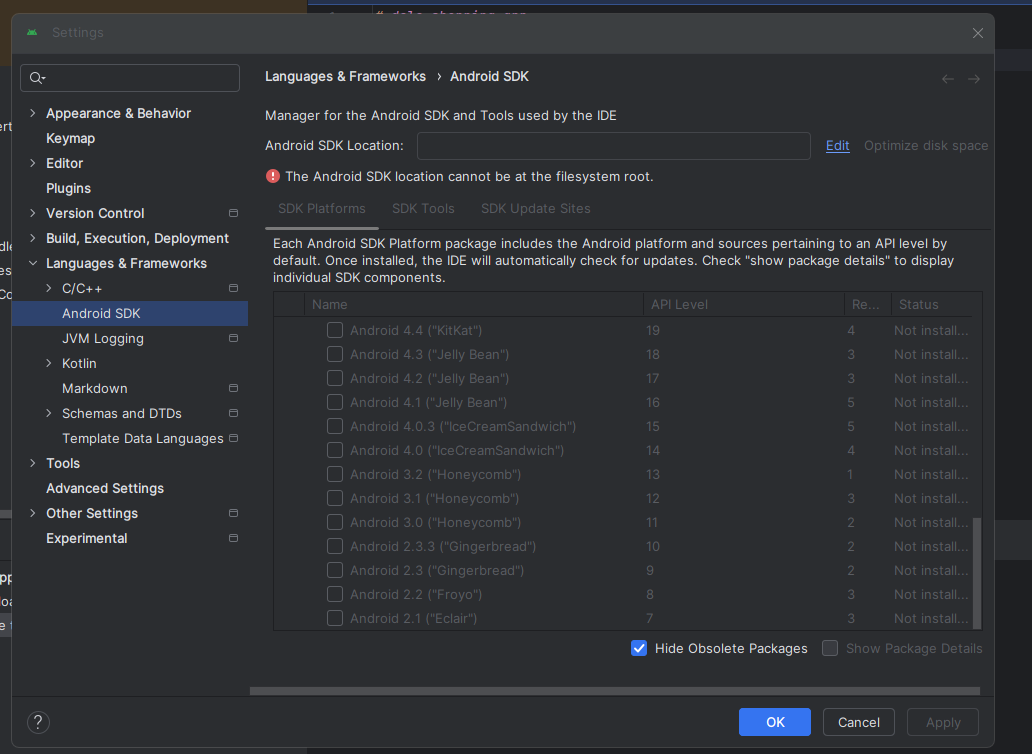 Settings
Languages & Frameworks › Android SDK
Appearance & Behavior
Keymap
Editor
Plugins
Version Control
Build, Execution, Deployment
Languages & Frameworks
C/C++
Android SDK
JVM Logging
Kotlin
Markdown
Schemas and DTDs
Template Data Languages
Tools
Advanced Settings
Other Settings
Experimental
Manager for the Android SDK and Tools used by the IDE
Android SDK Location: Edit Optimize disk space
The Android SDK location cannot be at the filesystem root.
SDK Platforms SDK Tools SDK Update Sites
Each Android SDK Platform package includes the Android platform and sources pertaining to an API level by
default. Once installed, the IDE will automatically check for updates. Check "show package details" to display
individual SDK components.
Name API Level Re... Status
Android 4.4 ("KitKat") 19 4 Not install...
Android 4.3 ("Jelly Bean") 18 3 Not install...
Android 4.2 ("Jelly Bean") 17 3 Not install...
Android 4.1 ("Jelly Bean") 16 5 Not install...
Android 4.0.3 ("IceCreamSandwich") 15 5 Not install...
Android 4.0 ("IceCreamSandwich") 14 4 Not install...
Android 3.2 ("Honeycomb") 13 1 Not install...
Android 3.1 ("Honeycomb") 12 3 Not install...
Android 3.0 ("Honeycomb") 11 2 Not install...
Android 2.3.3 ("Gingerbread") 10 2 Not install...
Android 2.3 ("Gingerbread") 9 2 Not install...
Android 2.2 ("Froyo") 8 3 Not install...
Android 2.1 ("Eclair") 7 3 Not install...
Hide Obsolete Packages Show Package Details
? OK Cancel Apply